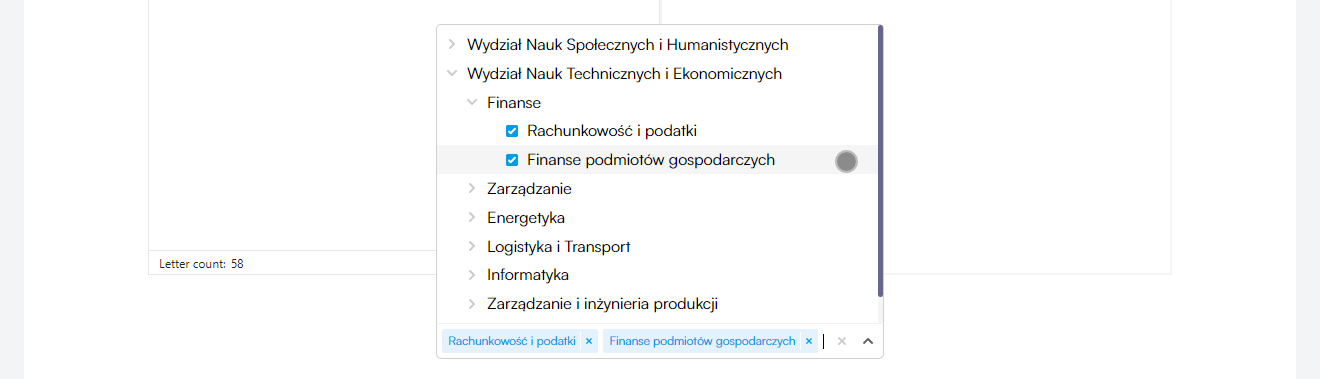 Wydział Nauk Społecznych i Humanistycznych
Wydział Nauk Technicznych i Ekonomicznych
Finanse
Rachunkowość i podatki
Finanse podmiotów gospodarczych
Zarządzanie
Energetyka
Logistyka i Transport
Informatyka
Zarządzanie i inżynieria produkcji
Letter count: 58
Rachunkowość i podatki × Finanse podmiotów gospodarczych ×